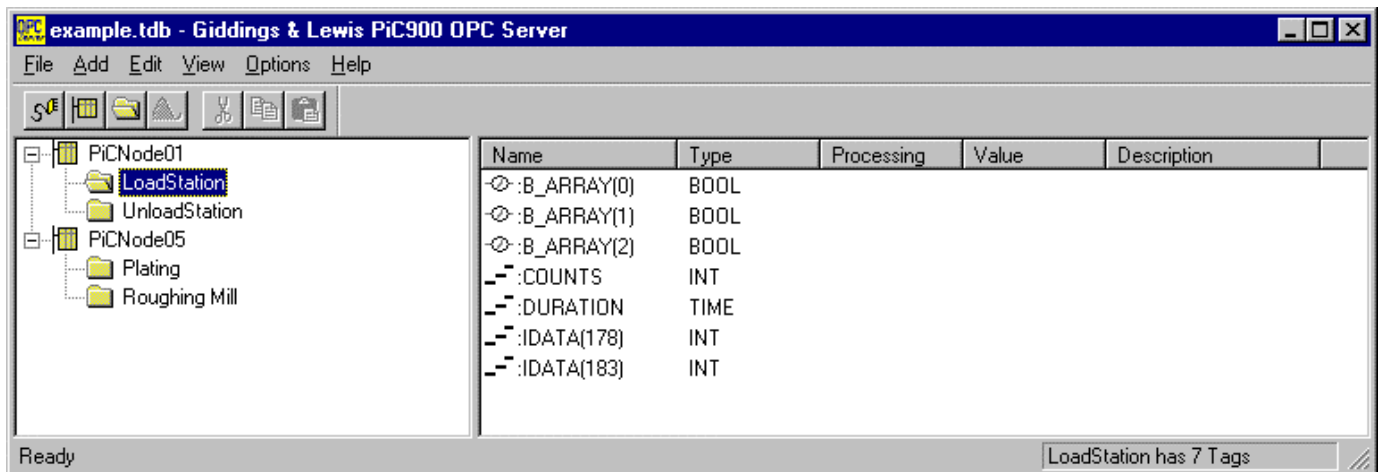 OPC SERVER example.tdb - Giddings & Lewis PiC900 OPC Server
File Add Edit View Options Help
PiCNode01
LoadStation
UnloadStation
PiCNode05
Plating
Roughing Mill
Name Type Processing Value Description
:B_ARRAY(0) BOOL
:B_ARRAY(1) BOOL
:B_ARRAY(2) BOOL
:COUNTS INT
:DURATION TIME
:IDATA(178) INT
:IDATA(183) INT
Ready LoadStation has 7 Tags